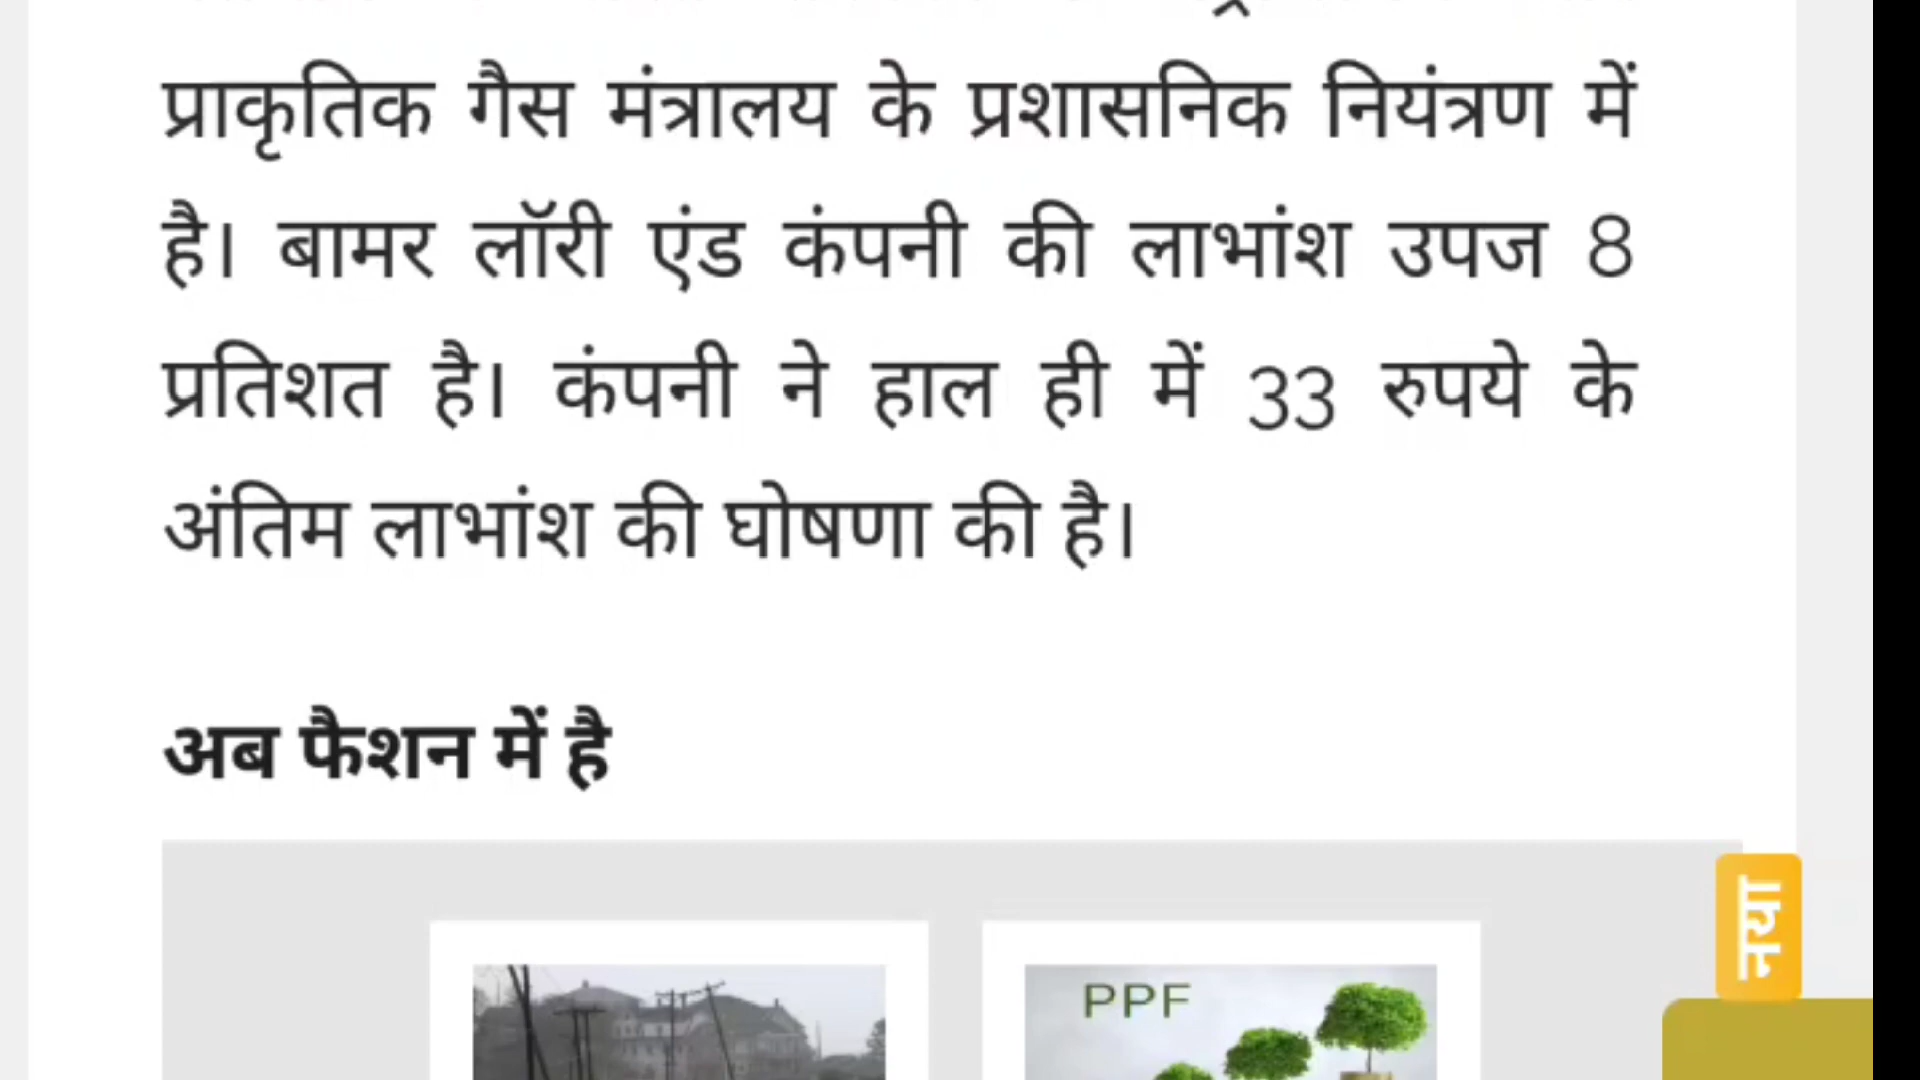 प्राकृतिक गैस मंत्रालय के प्रशासनिक नियंत्रण में
है। बामर लॉरी एंड कंपनी की लाभांश उपज 8
प्रतिशत है। कंपनी ने हाल ही में 33 रुपये के
अंतिम लाभांश की घोषणा की है।
अब फैशन में है
नया
PPF